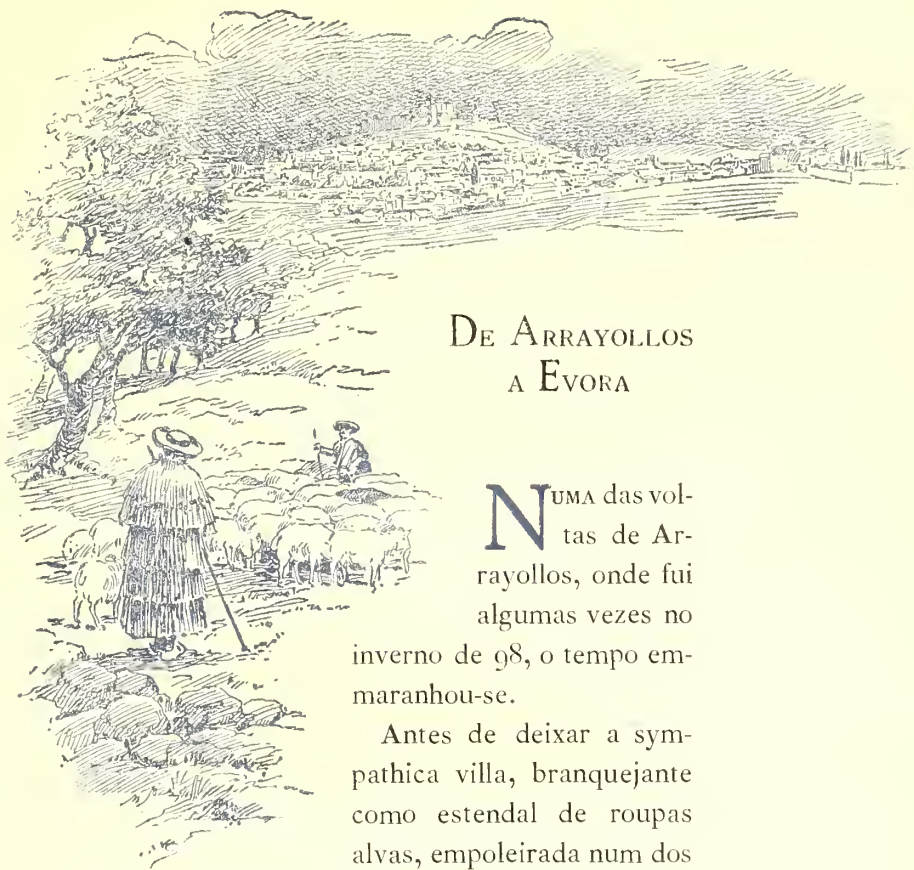 DE ARRAYOLLOS
A EVORA
NUMA das vol-
tas de Ar-
rayollos, onde fui
algumas vezes no
inverno de 98, o tempo em-
maranhou-se.
Antes de deixar a sym-
pathica villa, branquejante
como estendal de roupas
alvas, empoleirada num dos